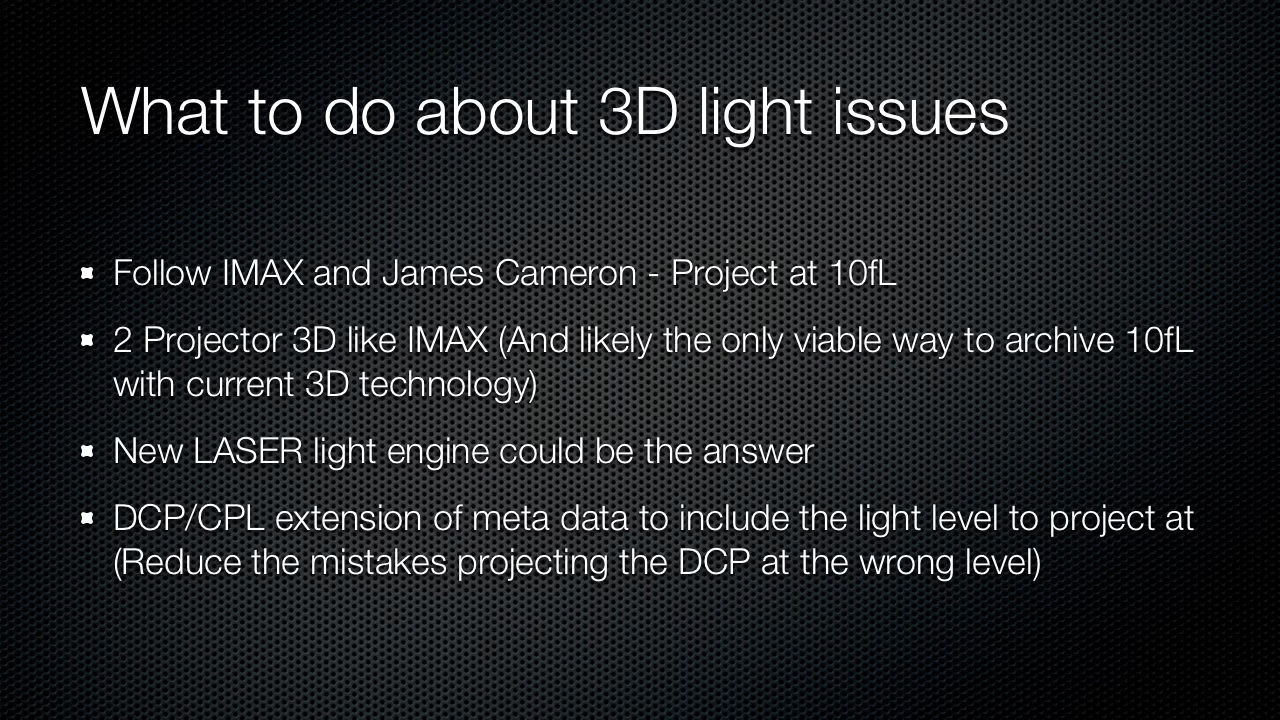 What to do about 3D light issues
Follow IMAX and James Cameron - Project at 10fL
2 Projector 3D like IMAX (And likely the only viable way to archive 10fL
with current 3D technology)
New LASER light engine could be the answer
DCP/CPL extension of meta data to include the light level to project at
(Reduce the mistakes projecting the DCP at the wrong level)